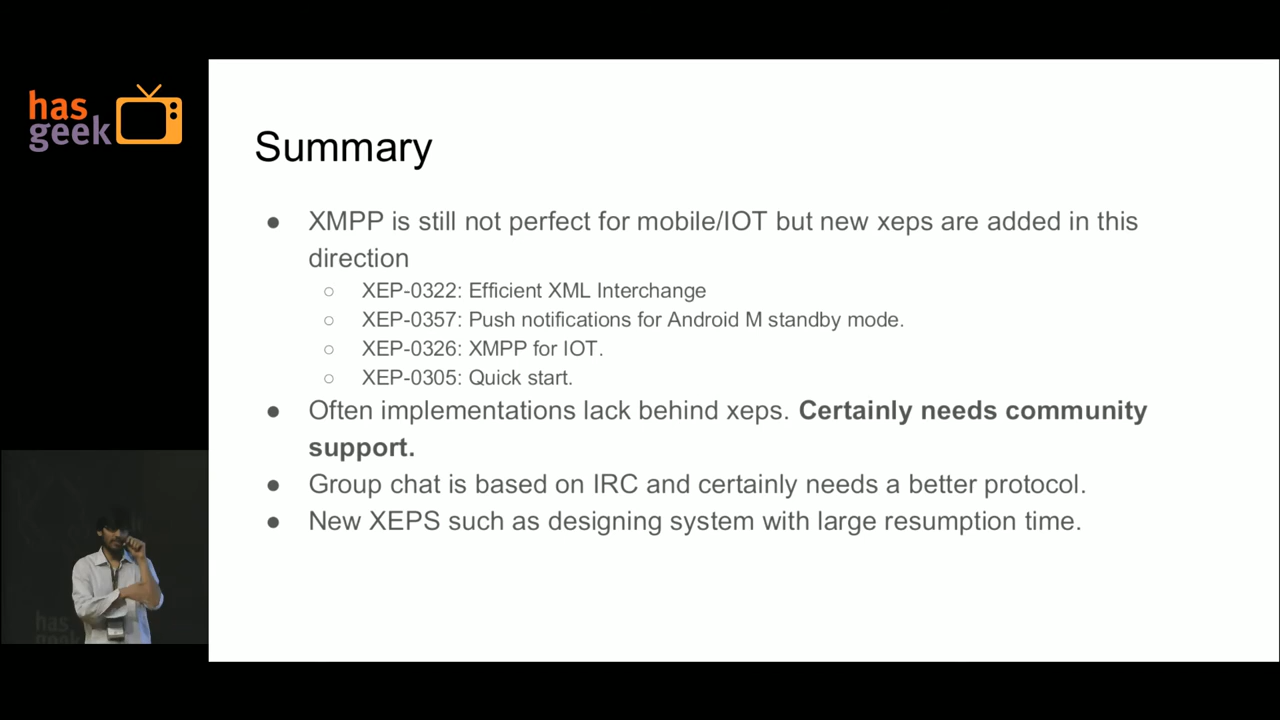 has
geek
Summary
● XMPP is still not perfect for mobile/IOT but new xeps are added in this
direction
○ XEP-0322: Efficient XML Interchange
○ XEP-0357: Push notifications for Android M standby mode.
○ XEP-0326: XMPP for IOT.
○ XEP-0305: Quick start.
● Often implementations lack behind xeps. Certainly needs community
support.
● Group chat is based on IRC and certainly needs a better protocol.
● New XEPS such as designing system with large resumption time.
has
geek